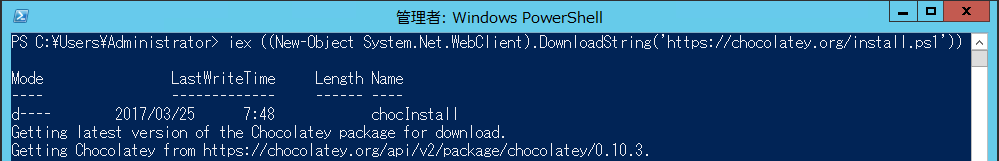 管理者: Windows PowerShell
PS C:¥Users¥Administrator> iex ((New-Object System.Net.WebClient).DownloadString('https://chocolatey.org/install.ps1'))
Mode LastWriteTime Length Name
---- ------------- ------ ----
d---- 2017/03/25 7:48 chocInstall
Getting latest version of the Chocolatey package for download.
Getting Chocolatey from https://chocolatey.org/api/v2/package/chocolatey/0.10.3.